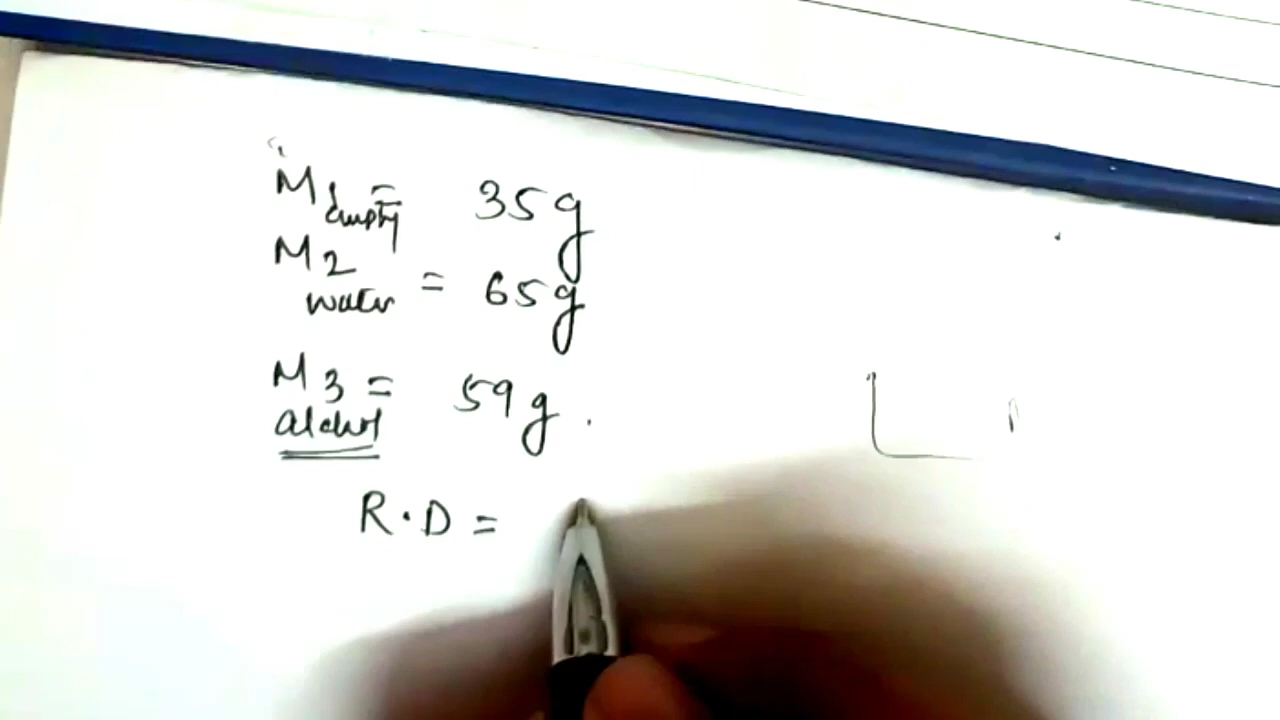 M1 = 35g
empty
M2 = 65g
water
M3 = 59g.
alcohol
R.D =